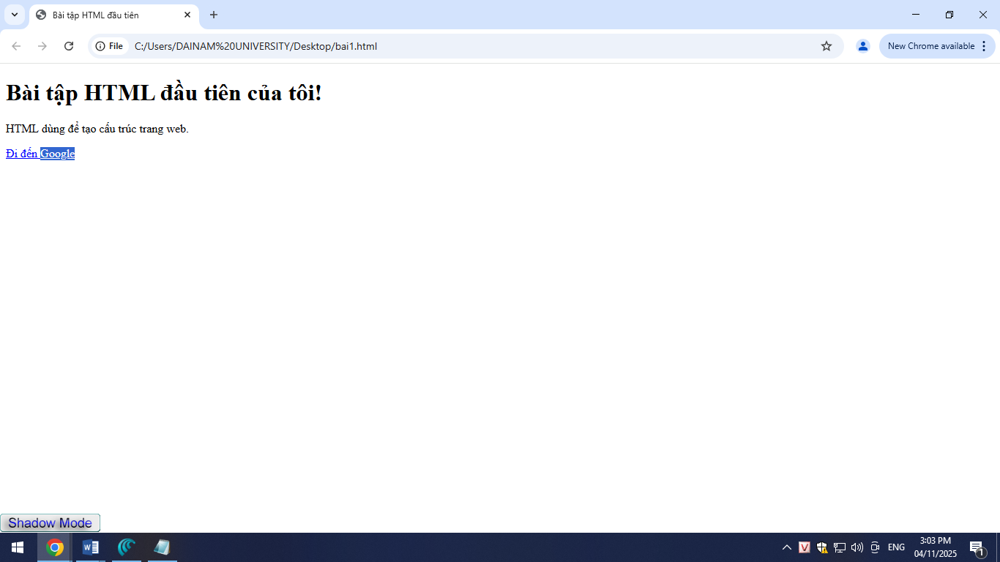 Bài tập HTML đầu tiên
File
C:/Users/DAINAM%20UNIVERSITY/Desktop/bai1.html
New Chrome available
Bài tập HTML đầu tiên của tôi!
HTML dùng để tạo cấu trúc trang web.
Đi đến Google
Shadow Mode
ENG
3:03 PM
04/11/2025
1